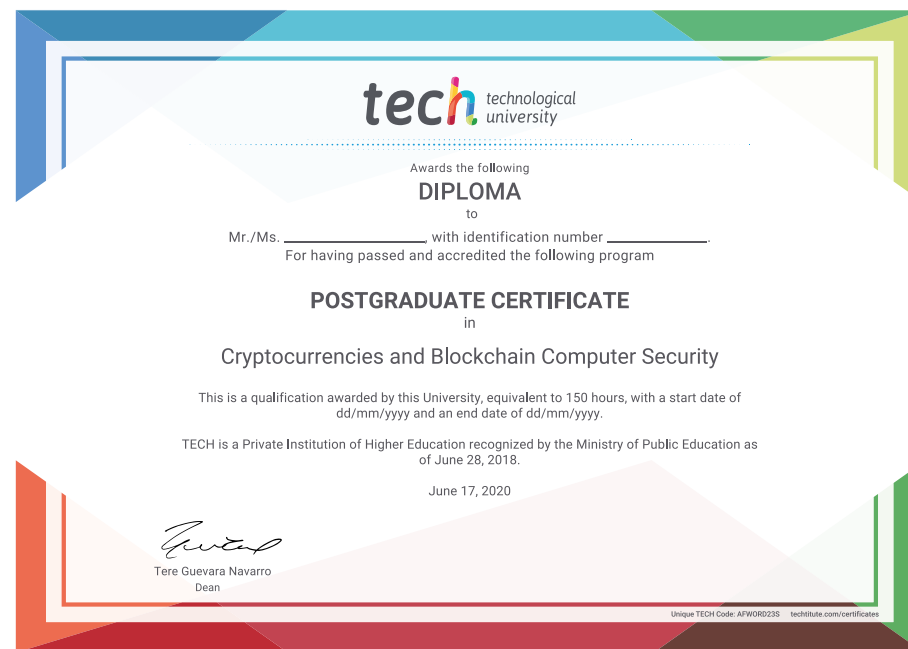 tech technological university
Awards the following
DIPLOMA
to
Mr./Ms. ____________, with identification number ____________.
For having passed and accredited the following program
POSTGRADUATE CERTIFICATE
in
Cryptocurrencies and Blockchain Computer Security
This is a qualification awarded by this University, equivalent to 150 hours, with a start date of
dd/mm/yyyy and an end date of dd/mm/yyyy.
TECH is a Private Institution of Higher Education recognized by the Ministry of Public Education as
of June 28, 2018.
June 17, 2020
Tere Guevara Navarro
Dean
Unique TECH Code: AFWORD23S techtitute.com/certificates